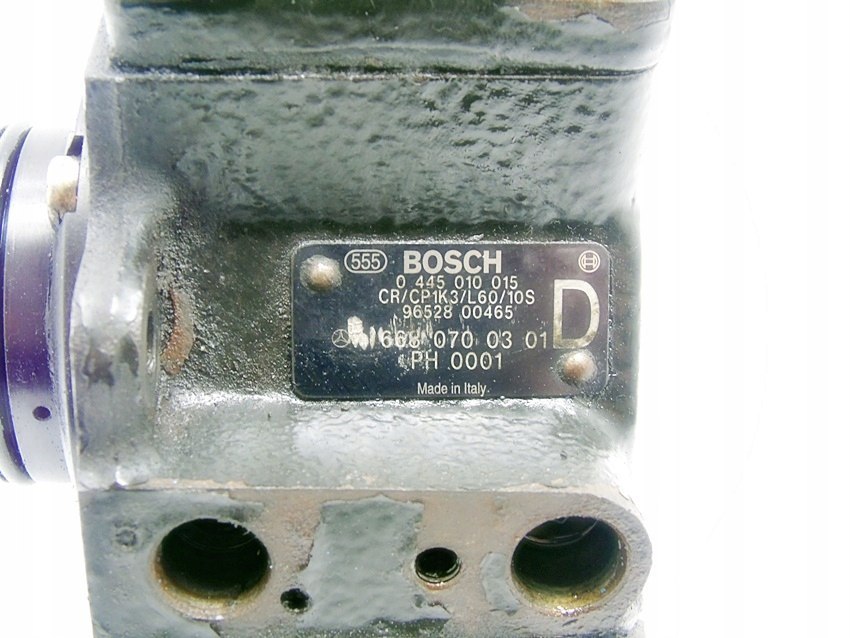 555 BOSCH
0 445 010 015
CR/CP1K3/L60/10S
96528 00465
D
668 070 03 01
PH 0001
Made in Italy